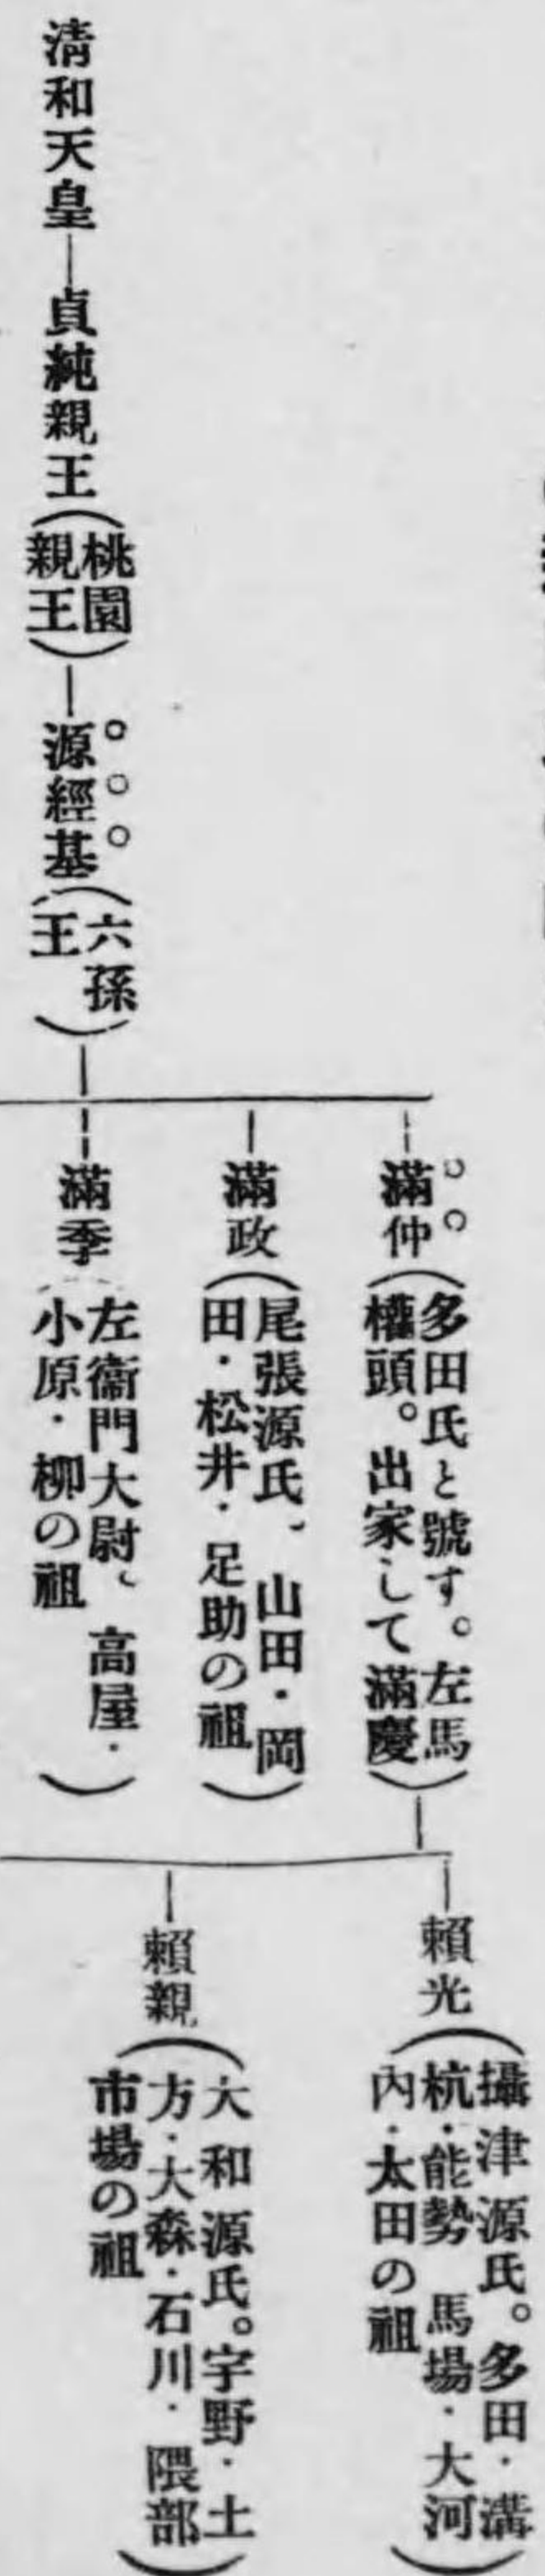 清和天皇―貞純親王(桃園
親王)―源經基(六孫
王)
滿仲(多田氏と號す。左馬
權頭。出家して滿慶)
滿政(尾張源氏、山田・岡
田・松井・足助の祖)
滿季(左衞門大尉、高屋・
小原・柳の祖)
賴光(攝津源氏。多田・溝
杭・能勢 馬場・大河
內・太田の祖)
賴親(大和源氏。宇野・土
方・大森・石川・隈部
市場の祖)